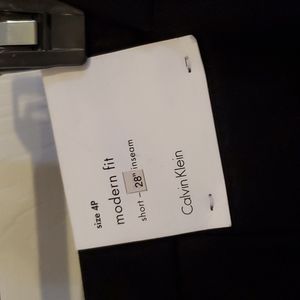 size 4P
modern fit
short - 28" inseam
Calvin Klein